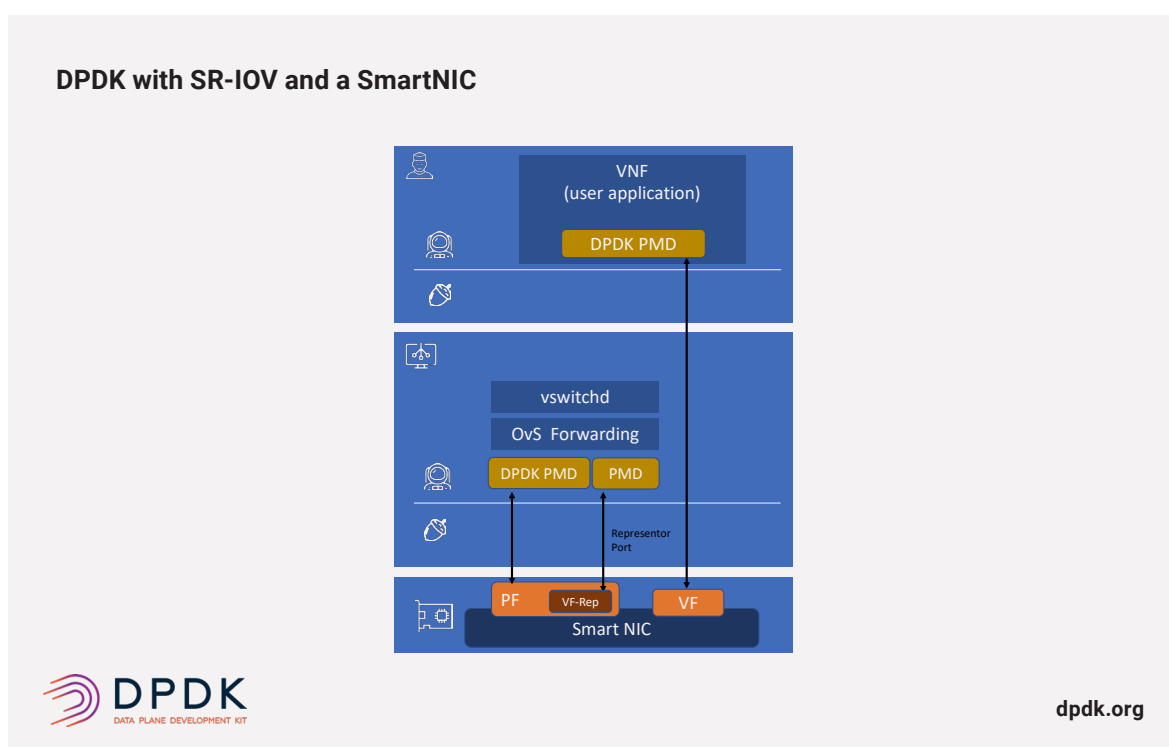 DPDK with SR-IOV and a SmartNIC
VNF
(user application)
DPDK PMD
vswitchd
OvS Forwarding
DPDK PMD
PMD
Representor
Port
PF
VF-Rep
VF
Smart NIC
DPDK
DATA PLANE DEVELOPMENT KIT
dpdk.org